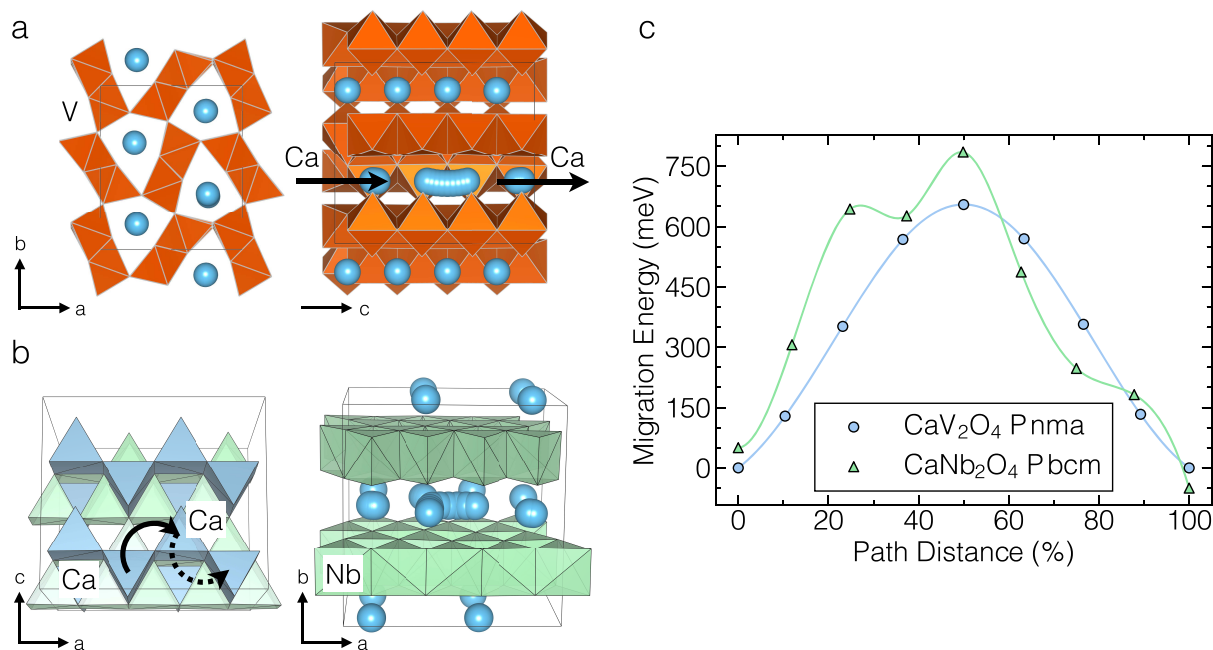 a
V
b
a
Ca
Ca
c
b
Ca
Ca
c
a
Nb
b
a
c
Migration Energy (meV)
750
600
450
300
150
0
CaV₂O₄ Pnma
CaNb₂O₄ Pbcm
0 20 40 60 80 100
Path Distance (%)